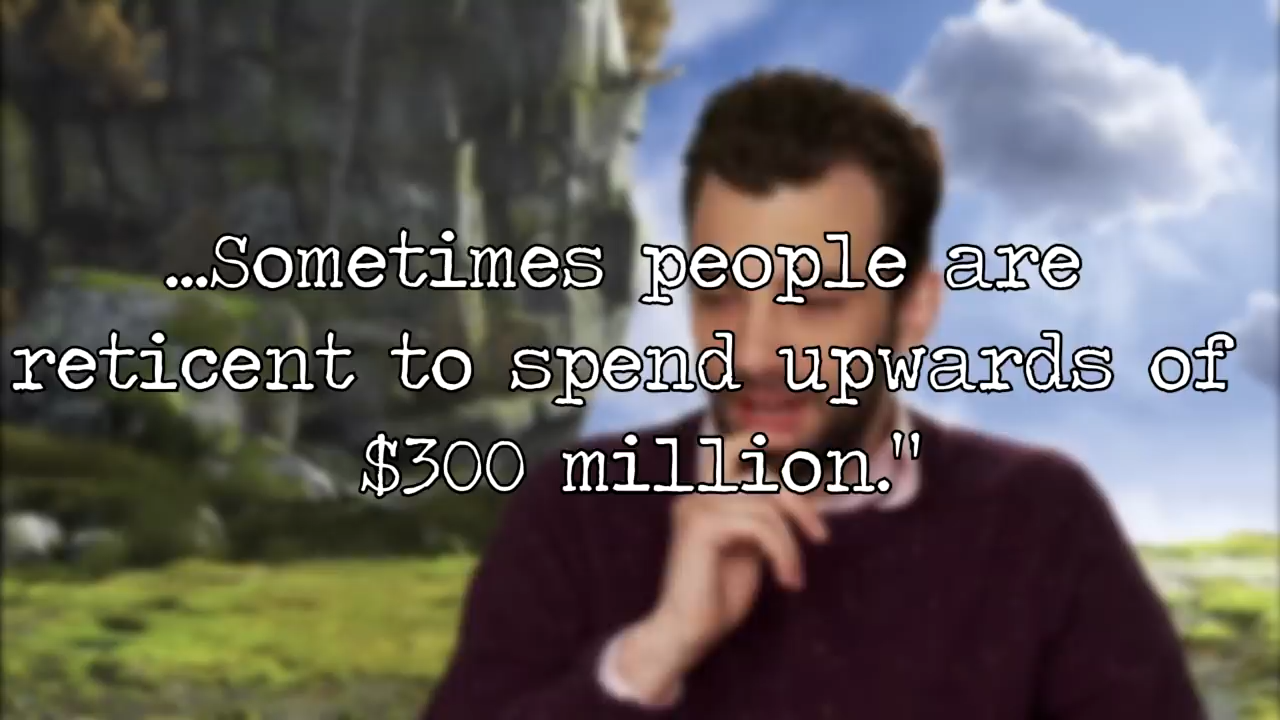 ...Sometimes people are
reticent to spend upwards of
$300 million."